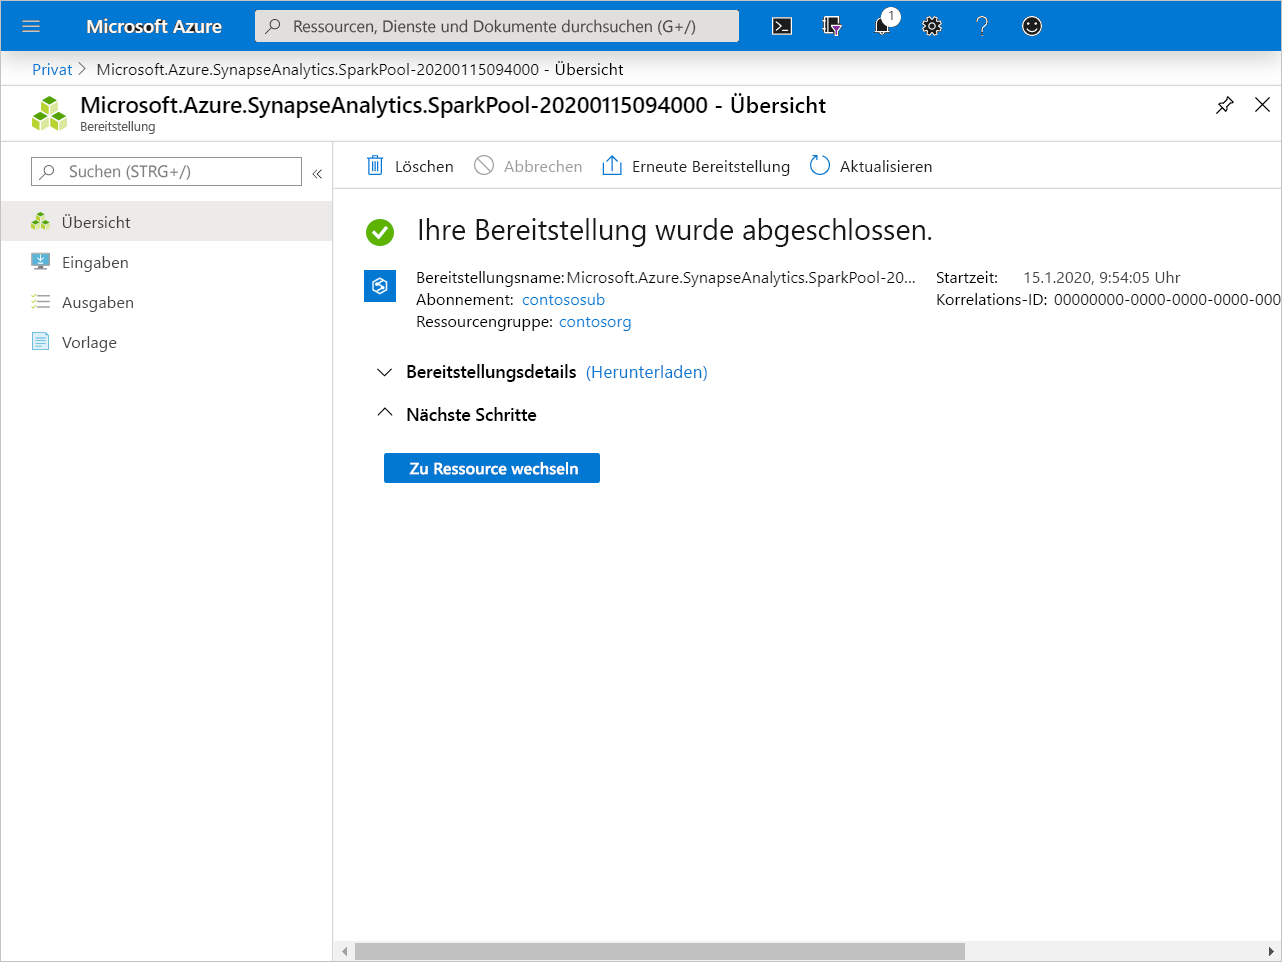 Microsoft Azure
Ressourcen, Dienste und Dokumente durchsuchen (G+/)
1
Privat > Microsoft.Azure.SynapseAnalytics.SparkPool-20200115094000 - Übersicht
Microsoft.Azure.SynapseAnalytics.SparkPool-20200115094000 - Übersicht
Bereitstellung
Suchen (STRG+/)
«
Übersicht
Eingaben
Ausgaben
Vorlage
Löschen
Abbrechen
Erneute Bereitstellung
Aktualisieren
Ihre Bereitstellung wurde abgeschlossen.
Bereitstellungsname: Microsoft.Azure.SynapseAnalytics.SparkPool-20...
Abonnement: contososub
Ressourcengruppe: contosorg
Startzeit: 15.1.2020, 9:54:05 Uhr
Korrelations-ID: 00000000-0000-0000-0000-000
Bereitstellungsdetails (Herunterladen)
Nächste Schritte
Zu Ressource wechseln